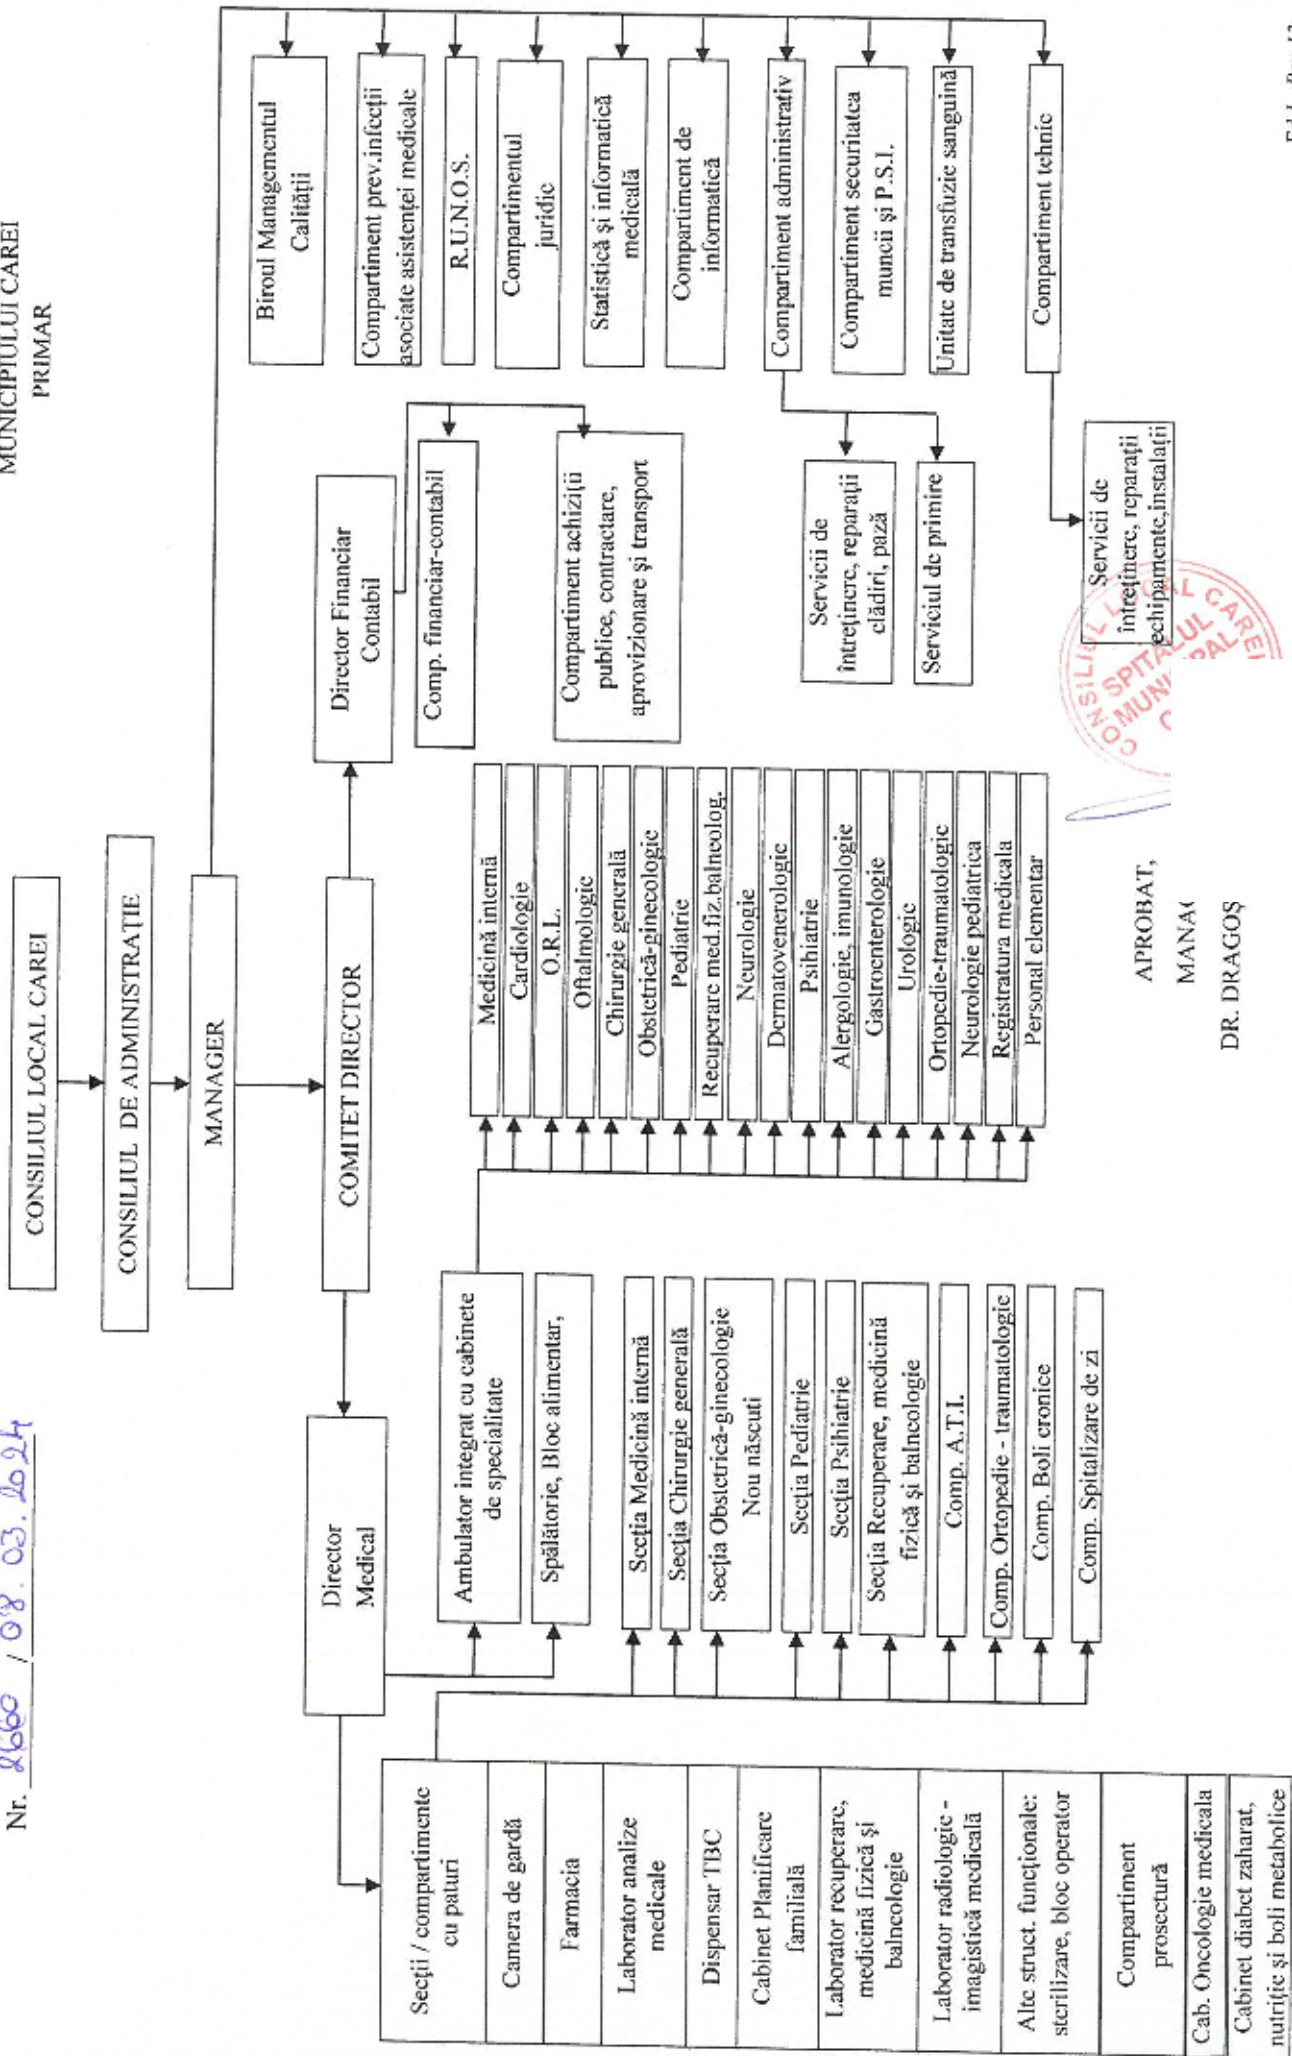 Nr. 2660 / 08. 03. 2024
MUNICIPIULUI CAREI
PRIMAR
CONSILIUL LOCAL CAREI
CONSILIUL DE ADMINISTRAȚIE
MANAGER
COMITET DIRECTOR
Director
Medical
Director Financiar
Contabil
Secții / compartimente
cu paturi
Camera de gardă
Farmacia
Laborator analize
medicale
Dispensar TBC
Cabinet Planificare
familială
Laborator recuperare,
medicină fizică și
balneologie
Laborator radiologie -
imagistică medicală
Alte struct. funcționale:
sterilizare, bloc operator
Compartiment
prosectură
Cab. Oncologie medicala
Cabinet diabet zaharat,
nutriție și boli metabolice
Ambulator integrat cu cabinete
de specialitate
Spălătorie, Bloc alimentar,
Secția Medicină internă
Secția Chirurgie generală
Secția Obstetrică-ginecologie
Nou născuti
Secția Pediatrie
Secția Psihiatrie
Secția Recuperare, medicină
fizică și balneologie
Comp. A.T.I.
Comp. Ortopedie - traumatologie
Comp. Boli cronice
Comp. Spitalizare de zi
Medicină internă
Cardiologie
O.R.L.
Oftalmologie
Chirurgie generală
Obstetrică-ginecologie
Pediatrie
Recuperare med.fiz.balneolog.
Neurologie
Dermatovenerologie
Psihiatrie
Alergologie, imunologie
Gastroenterologie
Urologie
Ortopedie-traumatologie
Neurologie pediatrica
Registratura medicala
Personal elementar
Comp. financiar-contabil
Compartiment achiziții
publice, contractare,
aprovizionare și transport
Servicii de
întreținere, reparații
clădiri, pază
Serviciul de primire
Servicii de
întreținere, reparații
echipamente,instalații
Biroul Managementul
Calității
Compartiment prev.infecții
asociate asistenței medicale
R.U.N.O.S.
Compartimentul
juridic
Statistică și informatică
medicală
Compartiment de
informatică
Compartiment administrativ
Compartiment securitatea
muncii și P.S.I.
Unitate de transfuzie sanguină
Compartiment tehnic
APROBAT,
MANA
DR. DRAGOȘ
CONSILIUL LOCAL CAREI
SPITALUL